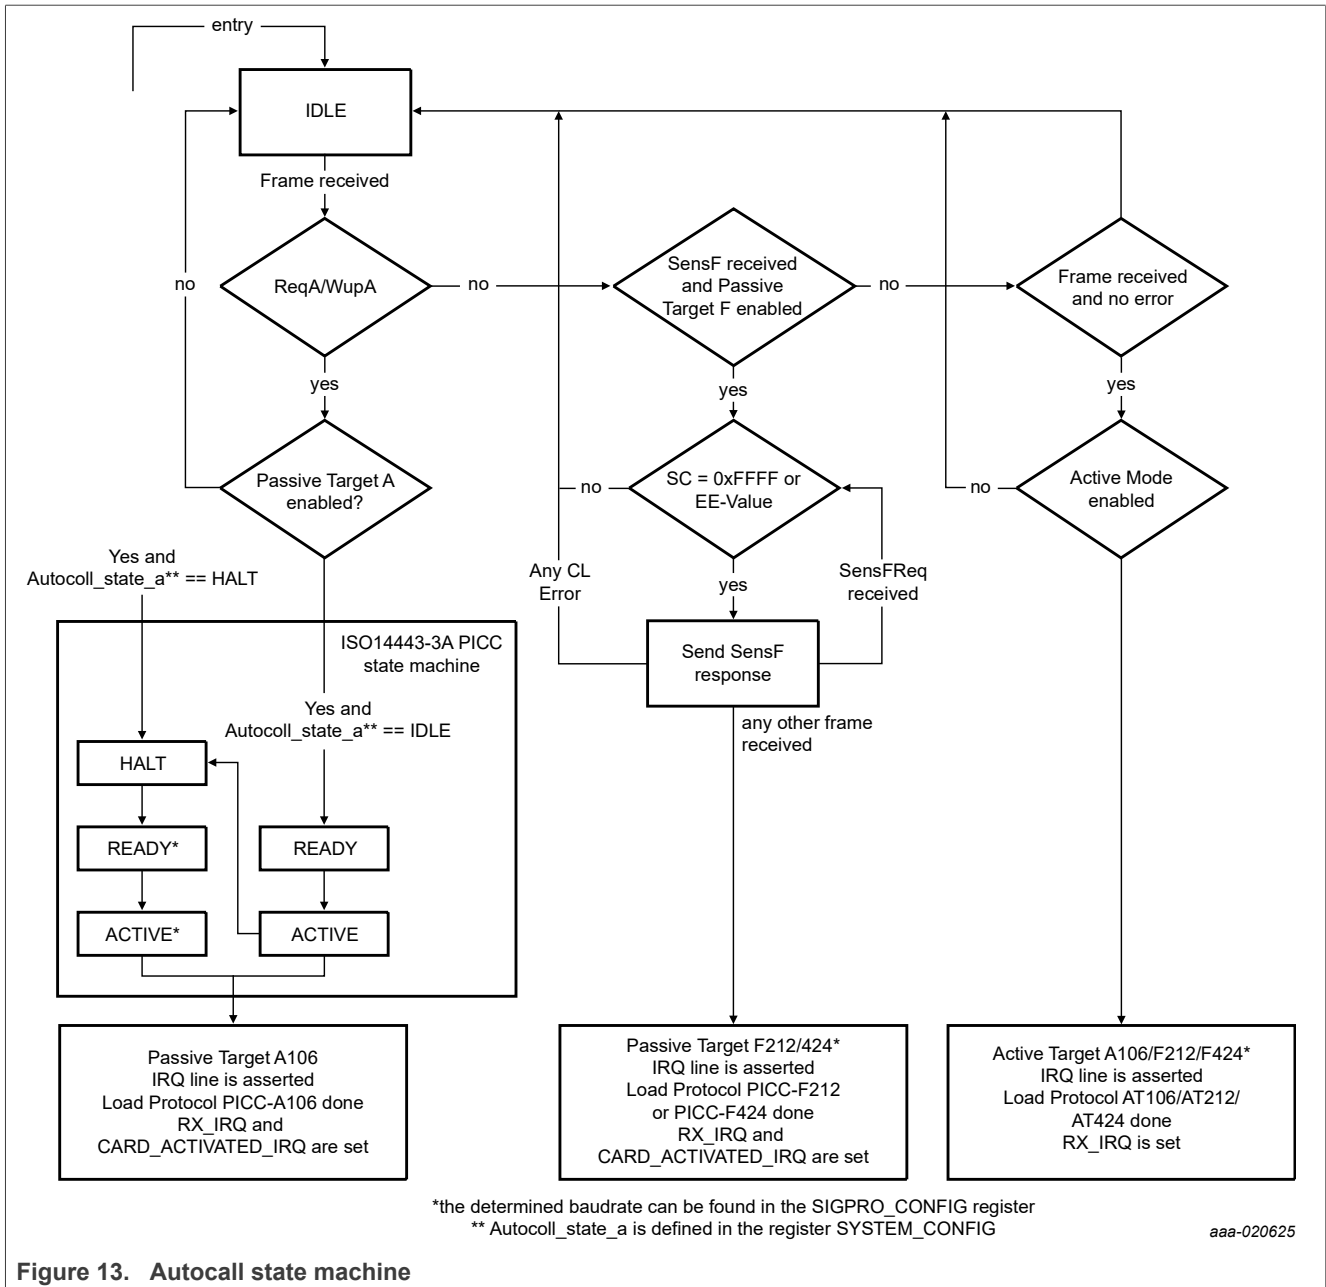 entry
IDLE
Frame received
ReqA/WupA
no
SensF received
and Passive
Target F enabled
no
Frame received
and no error
no
yes
yes
yes
Passive Target A
enabled?
SC = 0xFFFF or
EE-Value
no
Active Mode
enabled
no
Yes and
Autocoll_state_a** == HALT
Any CL
Error
yes
SensFReq
received
ISO14443-3A PICC
state machine
Send SensF
response
Yes and
Autocoll_state_a** == IDLE
any other frame
received
HALT
READY*
READY
ACTIVE*
ACTIVE
Passive Target A106
IRQ line is asserted
Load Protocol PICC-A106 done
RX_IRQ and
CARD_ACTIVATED_IRQ are set
Passive Target F212/424*
IRQ line is asserted
Load Protocol PICC-F212
or PICC-F424 done
RX_IRQ and
CARD_ACTIVATED_IRQ are set
Active Target A106/F212/F424*
IRQ line is asserted
Load Protocol AT106/AT212/
AT424 done
RX_IRQ is set
*the determined baudrate can be found in the SIGPRO_CONFIG register
** Autocoll_state_a is defined in the register SYSTEM_CONFIG
aaa-020625
Figure 13. Autocall state machine